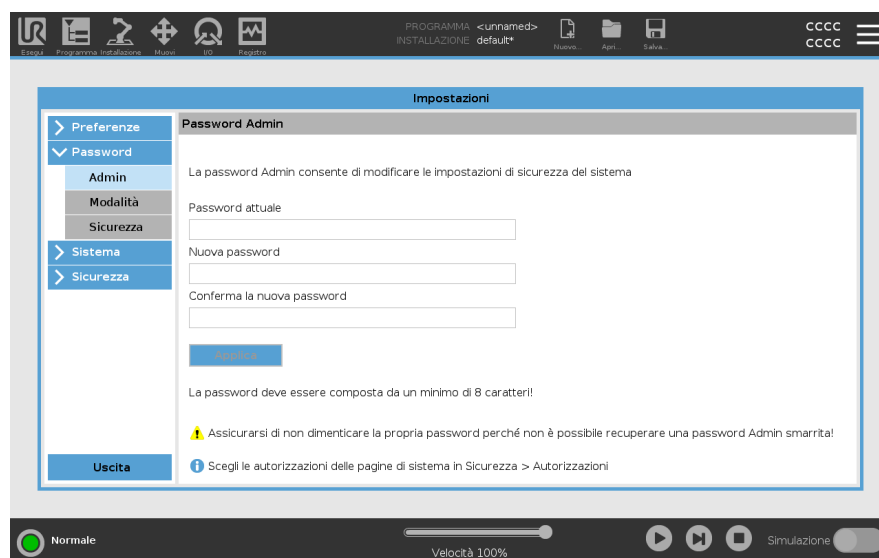 PROGRAMMA <unnamed>
INSTALLAZIONE default*
cccc
cccc
Esegui Programma Installazione Muovi I/O Registro Nuovo... Apri... Salva...
Impostazioni
Preferenze
Password
Admin
Modalità
Sicurezza
Sistema
Sicurezza
Uscita
Password Admin
La password Admin consente di modificare le impostazioni di sicurezza del sistema
Password attuale
Nuova password
Conferma la nuova password
Applica
La password deve essere composta da un minimo di 8 caratteri!
Assicurarsi di non dimenticare la propria password perché non è possibile recuperare una password Admin smarrita!
Scegli le autorizzazioni delle pagine di sistema in Sicurezza > Autorizzazioni
Normale
Velocità 100%
Simulazione